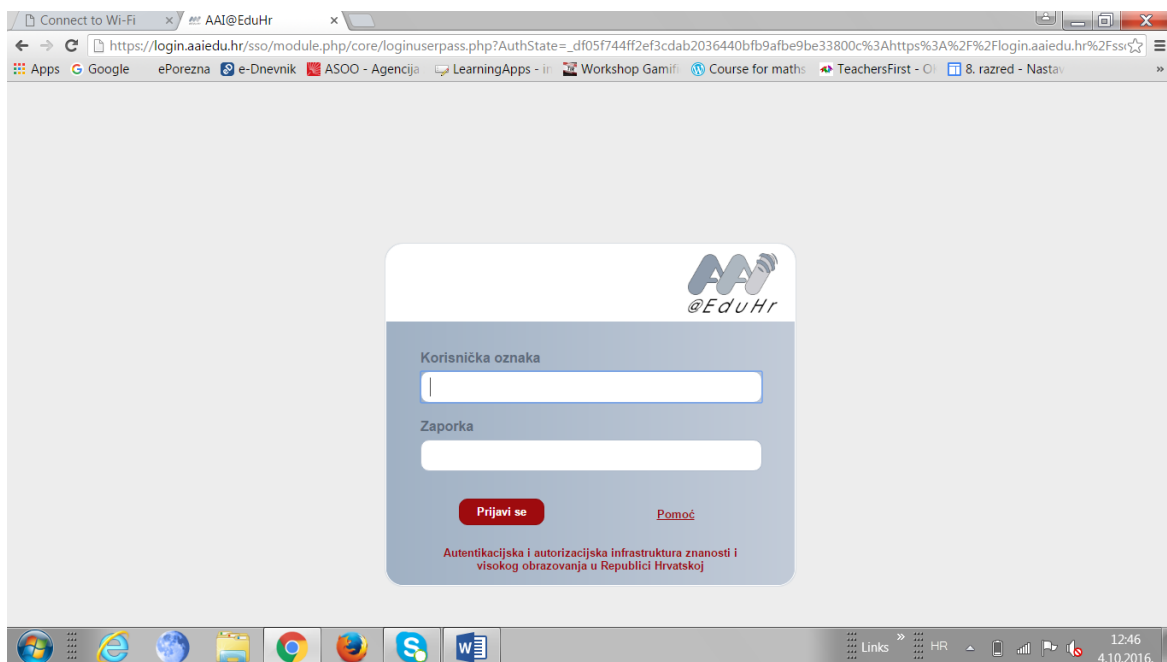 Connect to Wi-Fi
AAI@EduHr
https://login.aaiedu.hr/sso/module.php/core/loginuserpass.php?AuthState=_df05f744ff2ef3cdab2036440bfb9afbe9be33800c%3Ahttps%3A%2F%2Flogin.aaiedu.hr%2Fsso
Apps Google ePorezna e-Dnevnik ASOO - Agencija LearningApps - in Workshop Gamifi Course for maths TeachersFirst - 8. razred - Nastav »
AAI
@EduHr
Korisnička oznaka
Zaporka
Prijavi se
Pomoć
Autentikacijska i autorizacijska infrastruktura znanosti i
visokog obrazovanja u Republici Hrvatskoj
Links » HR 12:46
4.10.2016.